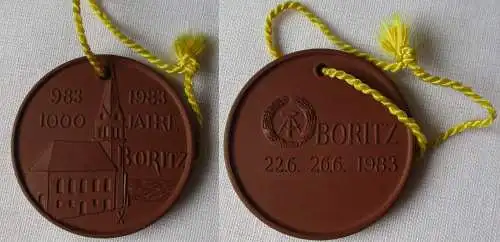 983 1983
1000 JAHRE
BORITZ
BORITZ
22.6. 26.6. 1983